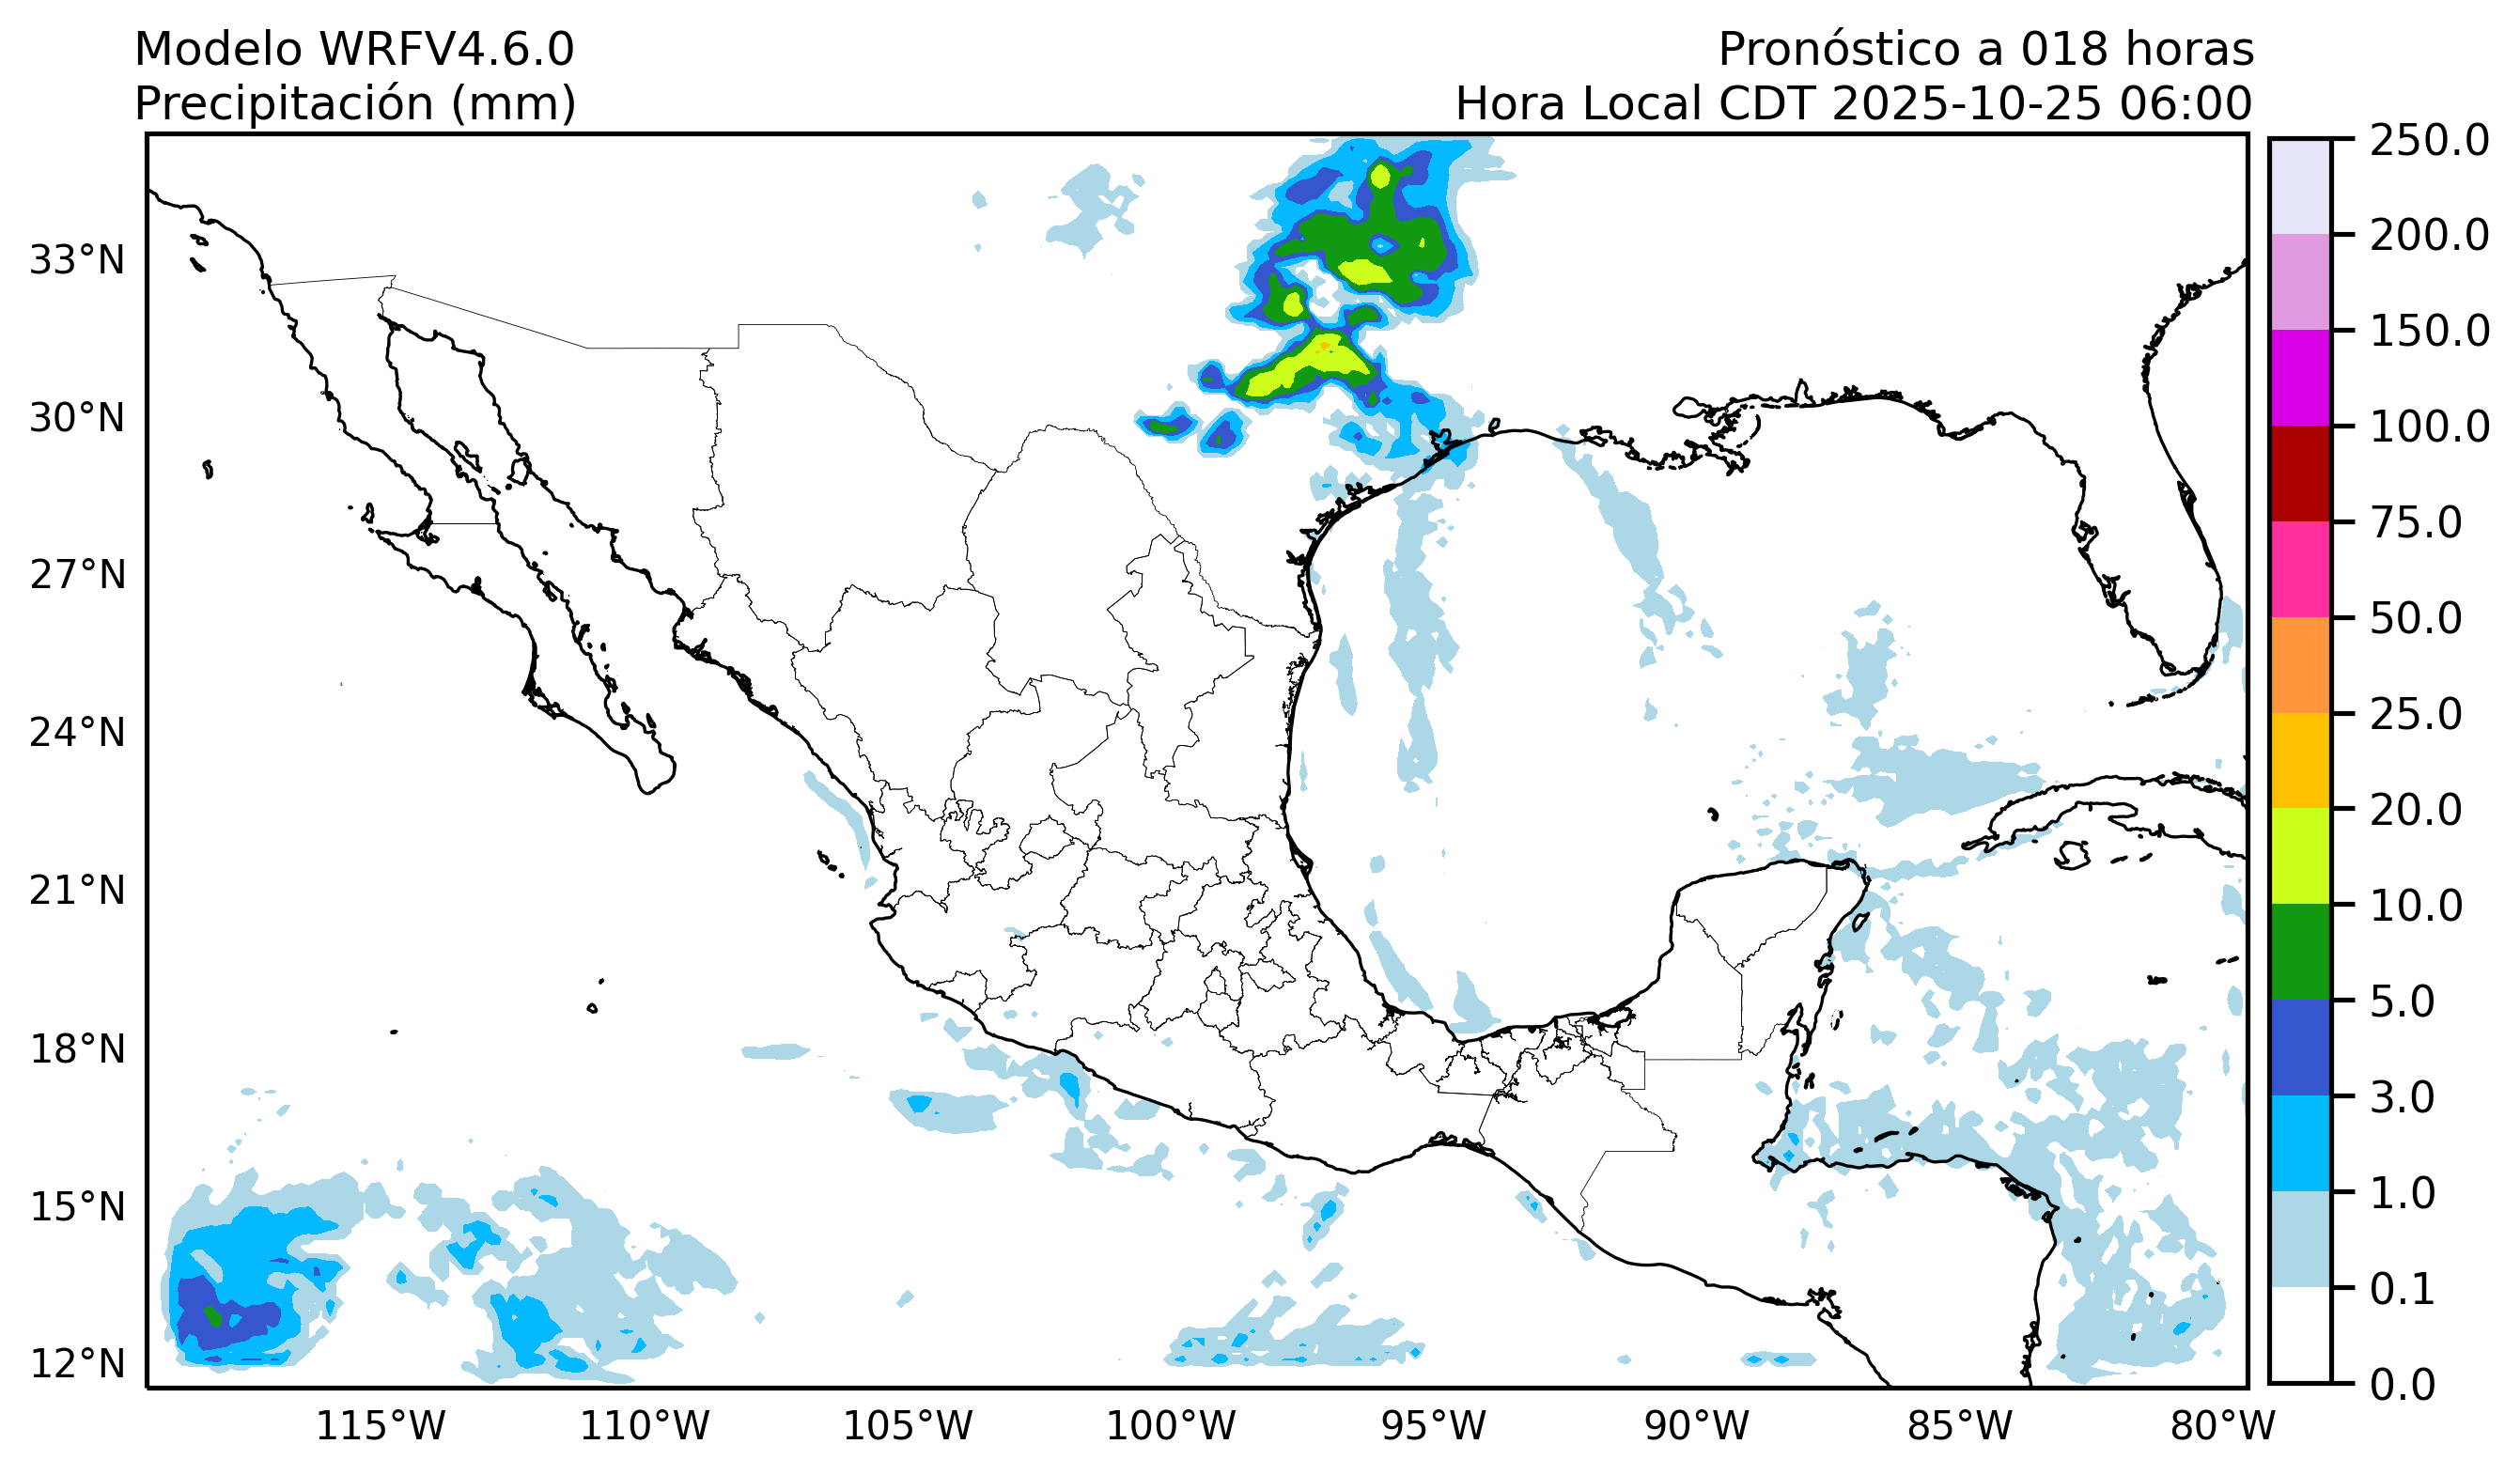 Modelo WRFV4.6.0
Precipitación (mm)
Pronóstico a 018 horas
Hora Local CDT 2025-10-25 06:00
33°N
30°N
27°N
24°N
21°N
18°N
15°N
12°N
115°W
110°W
105°W
100°W
95°W
90°W
85°W
80°W
250.0
200.0
150.0
100.0
75.0
50.0
25.0
20.0
10.0
5.0
3.0
1.0
0.1
0.0